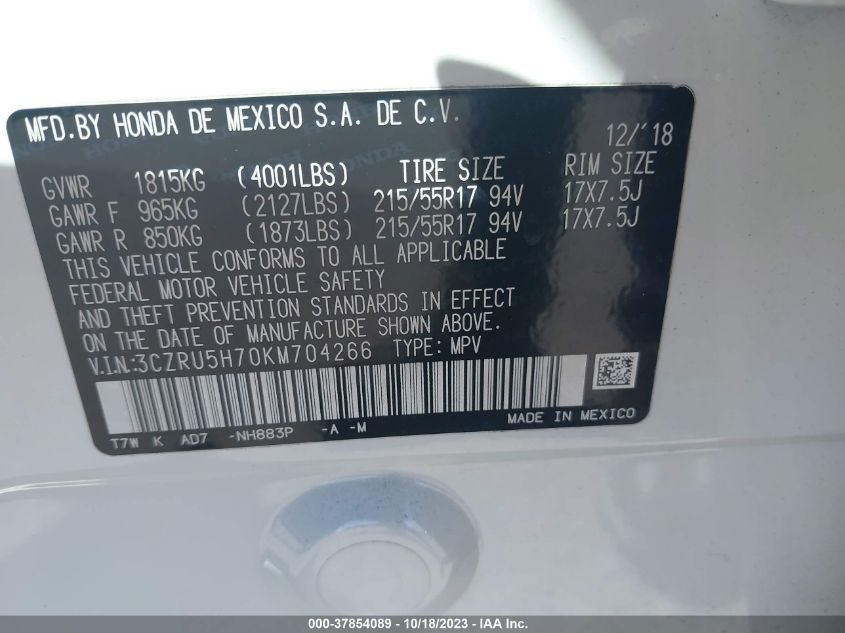 MFD.BY HONDA DE MEXICO S.A. DE C.V.
12/'18
GVWR 1815KG (4001LBS) TIRE SIZE RIM SIZE
GAWR F 965KG (2127LBS) 215/55R17 94V 17X7.5J
GAWR R 850KG (1873LBS) 215/55R17 94V 17X7.5J
THIS VEHICLE CONFORMS TO ALL APPLICABLE
FEDERAL MOTOR VEHICLE SAFETY
AND THEFT PREVENTION STANDARDS IN EFFECT
ON THE DATE OF MANUFACTURE SHOWN ABOVE.
V.I.N:3CZRU5H70KM704266 TYPE: MPV
T7W K AD7 -NH883P -A -M
MADE IN MEXICO
000-37854089 - 10/18/2023 - IAA Inc.